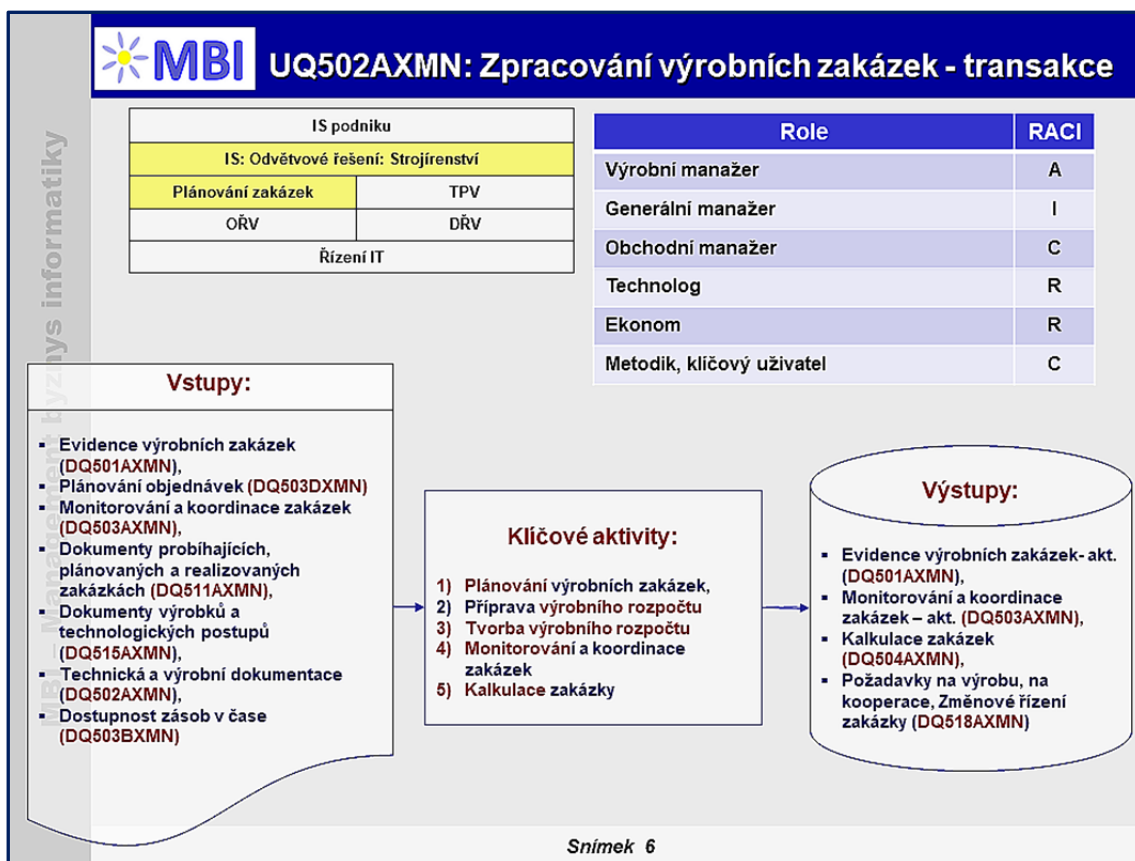 MBI
UQ502AXMN: Zpracování výrobních zakázek - transakce
MBI – Management byznys informatiky
IS podniku
IS: Odvětvové řešení: Strojírenství
Plánování zakázek TPV
OŘV DŘV
Řízení IT
Role RACI
Výrobní manažer A
Generální manažer I
Obchodní manažer C
Technolog R
Ekonom R
Metodik, klíčový uživatel C
Vstupy:
▪ Evidence výrobních zakázek
(DQ501AXMN),
▪ Plánování objednávek (DQ503DXMN)
▪ Monitorování a koordinace zakázek
(DQ503AXMN),
▪ Dokumenty probíhajících,
plánovaných a realizovaných
zakázkách (DQ511AXMN),
▪ Dokumenty výrobků a
technologických postupů
(DQ515AXMN),
▪ Technická a výrobní dokumentace
(DQ502AXMN),
▪ Dostupnost zásob v čase
(DQ503BXMN)
Klíčové aktivity:
1) Plánování výrobních zakázek,
2) Příprava výrobního rozpočtu
3) Tvorba výrobního rozpočtu
4) Monitorování a koordinace
zakázek
5) Kalkulace zakázky
Výstupy:
▪ Evidence výrobních zakázek- akt.
(DQ501AXMN),
▪ Monitorování a koordinace
zakázek – akt. (DQ503AXMN),
▪ Kalkulace zakázek
(DQ504AXMN),
▪ Požadavky na výrobu, na
kooperace, Změnové řízení
zakázky (DQ518AXMN)
Snímek 6